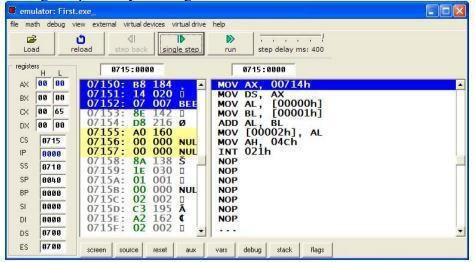 emulator: First.exe_
file math debug view external virtual devices virtual drive help
Load reload step back single step run step delay ms: 400
registers 0715:0000 0715:0000
H L
AX 00 00
BX 00 00
CX 00 65
DX 00 00
CS 0715
IP 0000
SS 0710
SP 0040
BP 0000
SI 0000
DI 0000
DS 0700
ES 0700
07150: B8 184
07151: 14 020
07152: 07 007 BEE
07153: 8E 142
07154: D8 216 Ø
07155: A0 160
07156: 00 000 NUL
07157: 00 000 NUL
07158: 8A 138 Š
07159: 1E 030
0715A: 01 001
0715B: 00 000 NUL
0715C: 02 002
0715D: C3 195 Ã
0715E: A2 162 ¢
0715F: 02 002
MOV AX, 00714h
MOV DS, AX
MOV AL, [00000h]
MOV BL, [00001h]
ADD AL, BL
MOV [00002h], AL
MOV AH, 04Ch
INT 021h
NOP
NOP
NOP
NOP
NOP
NOP
NOP
...
screen source reset aux vars debug stack flags